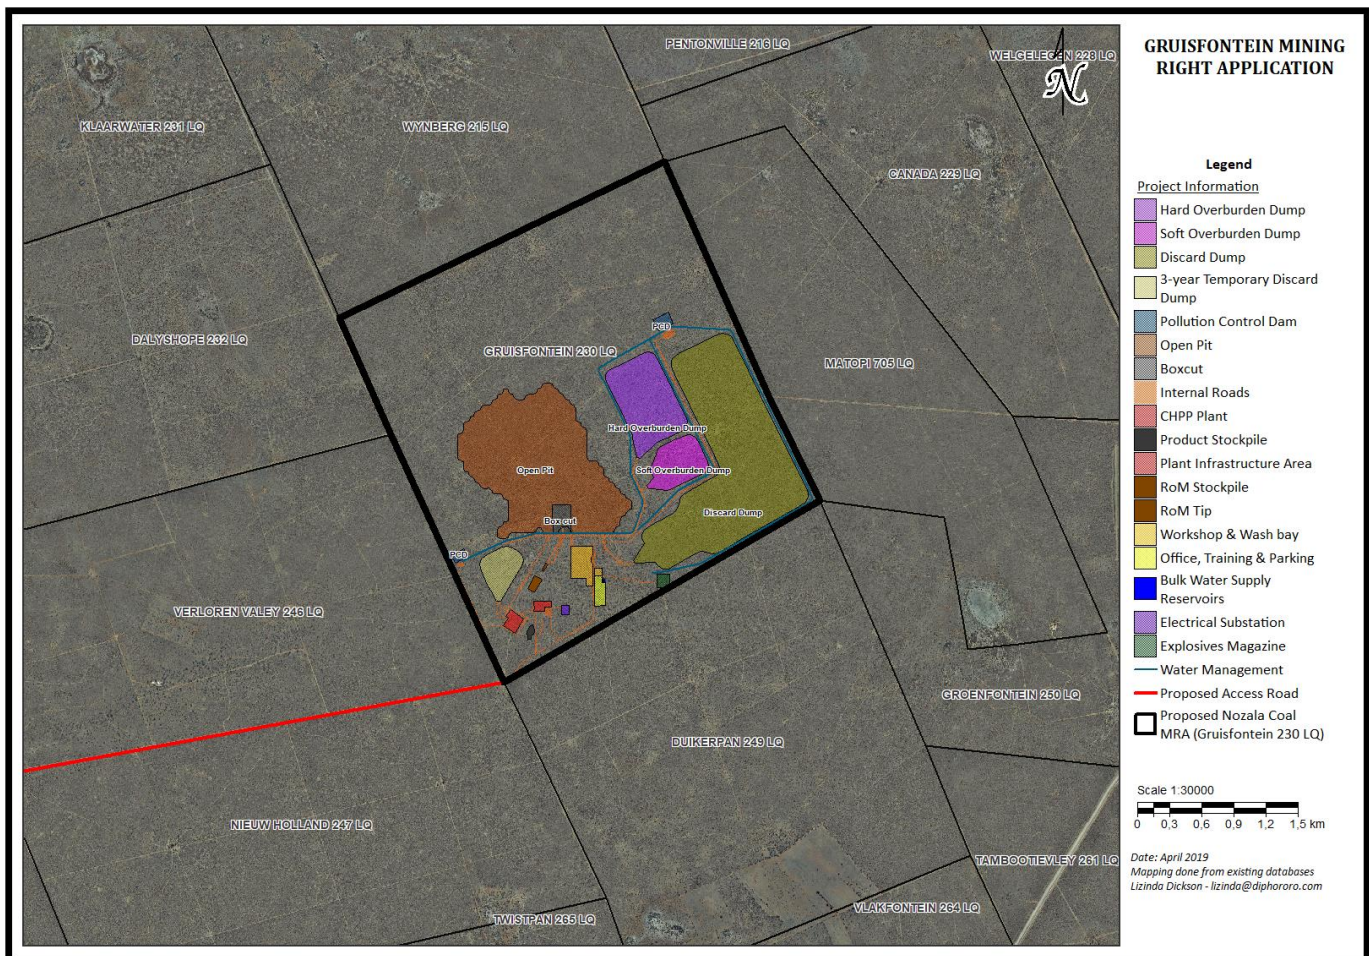 GRUISFONTEIN MINING
RIGHT APPLICATION
N
PENTONVILLE 216 LQ
WELGELEGEN 228 LQ
KLAARWATER 231 LQ
WYNBERG 215 LQ
CANADA 229 LQ
DALYSHOPE 232 LQ
PCD
GRUISFONTEIN 230 LQ
MATOPI 705 LQ
Hard Overburden Dump
Open Pit
Soft Overburden Dump
Discard Dump
Box cut
PCD
VERLOREN VALEY 246 LQ
GROENFONTEIN 250 LQ
DUIKERPAN 249 LQ
NIEUW HOLLAND 247 LQ
TAMBOOTIEVLEY 261 LQ
VLAKFONTEIN 264 LQ
TWISTPAN 265 LQ
Legend
Project Information
Hard Overburden Dump
Soft Overburden Dump
Discard Dump
3-year Temporary Discard
Dump
Pollution Control Dam
Open Pit
Boxcut
Internal Roads
CHPP Plant
Product Stockpile
Plant Infrastructure Area
RoM Stockpile
RoM Tip
Workshop & Wash bay
Office, Training & Parking
Bulk Water Supply
Reservoirs
Electrical Substation
Explosives Magazine
Water Management
Proposed Access Road
Proposed Nozala Coal
MRA (Gruisfontein 230 LQ)
Scale 1:30000
0 0,3 0,6 0,9 1,2 1,5 km
Date: April 2019
Mapping done from existing databases
Lizinda Dickson - lizinda@diphororo.com